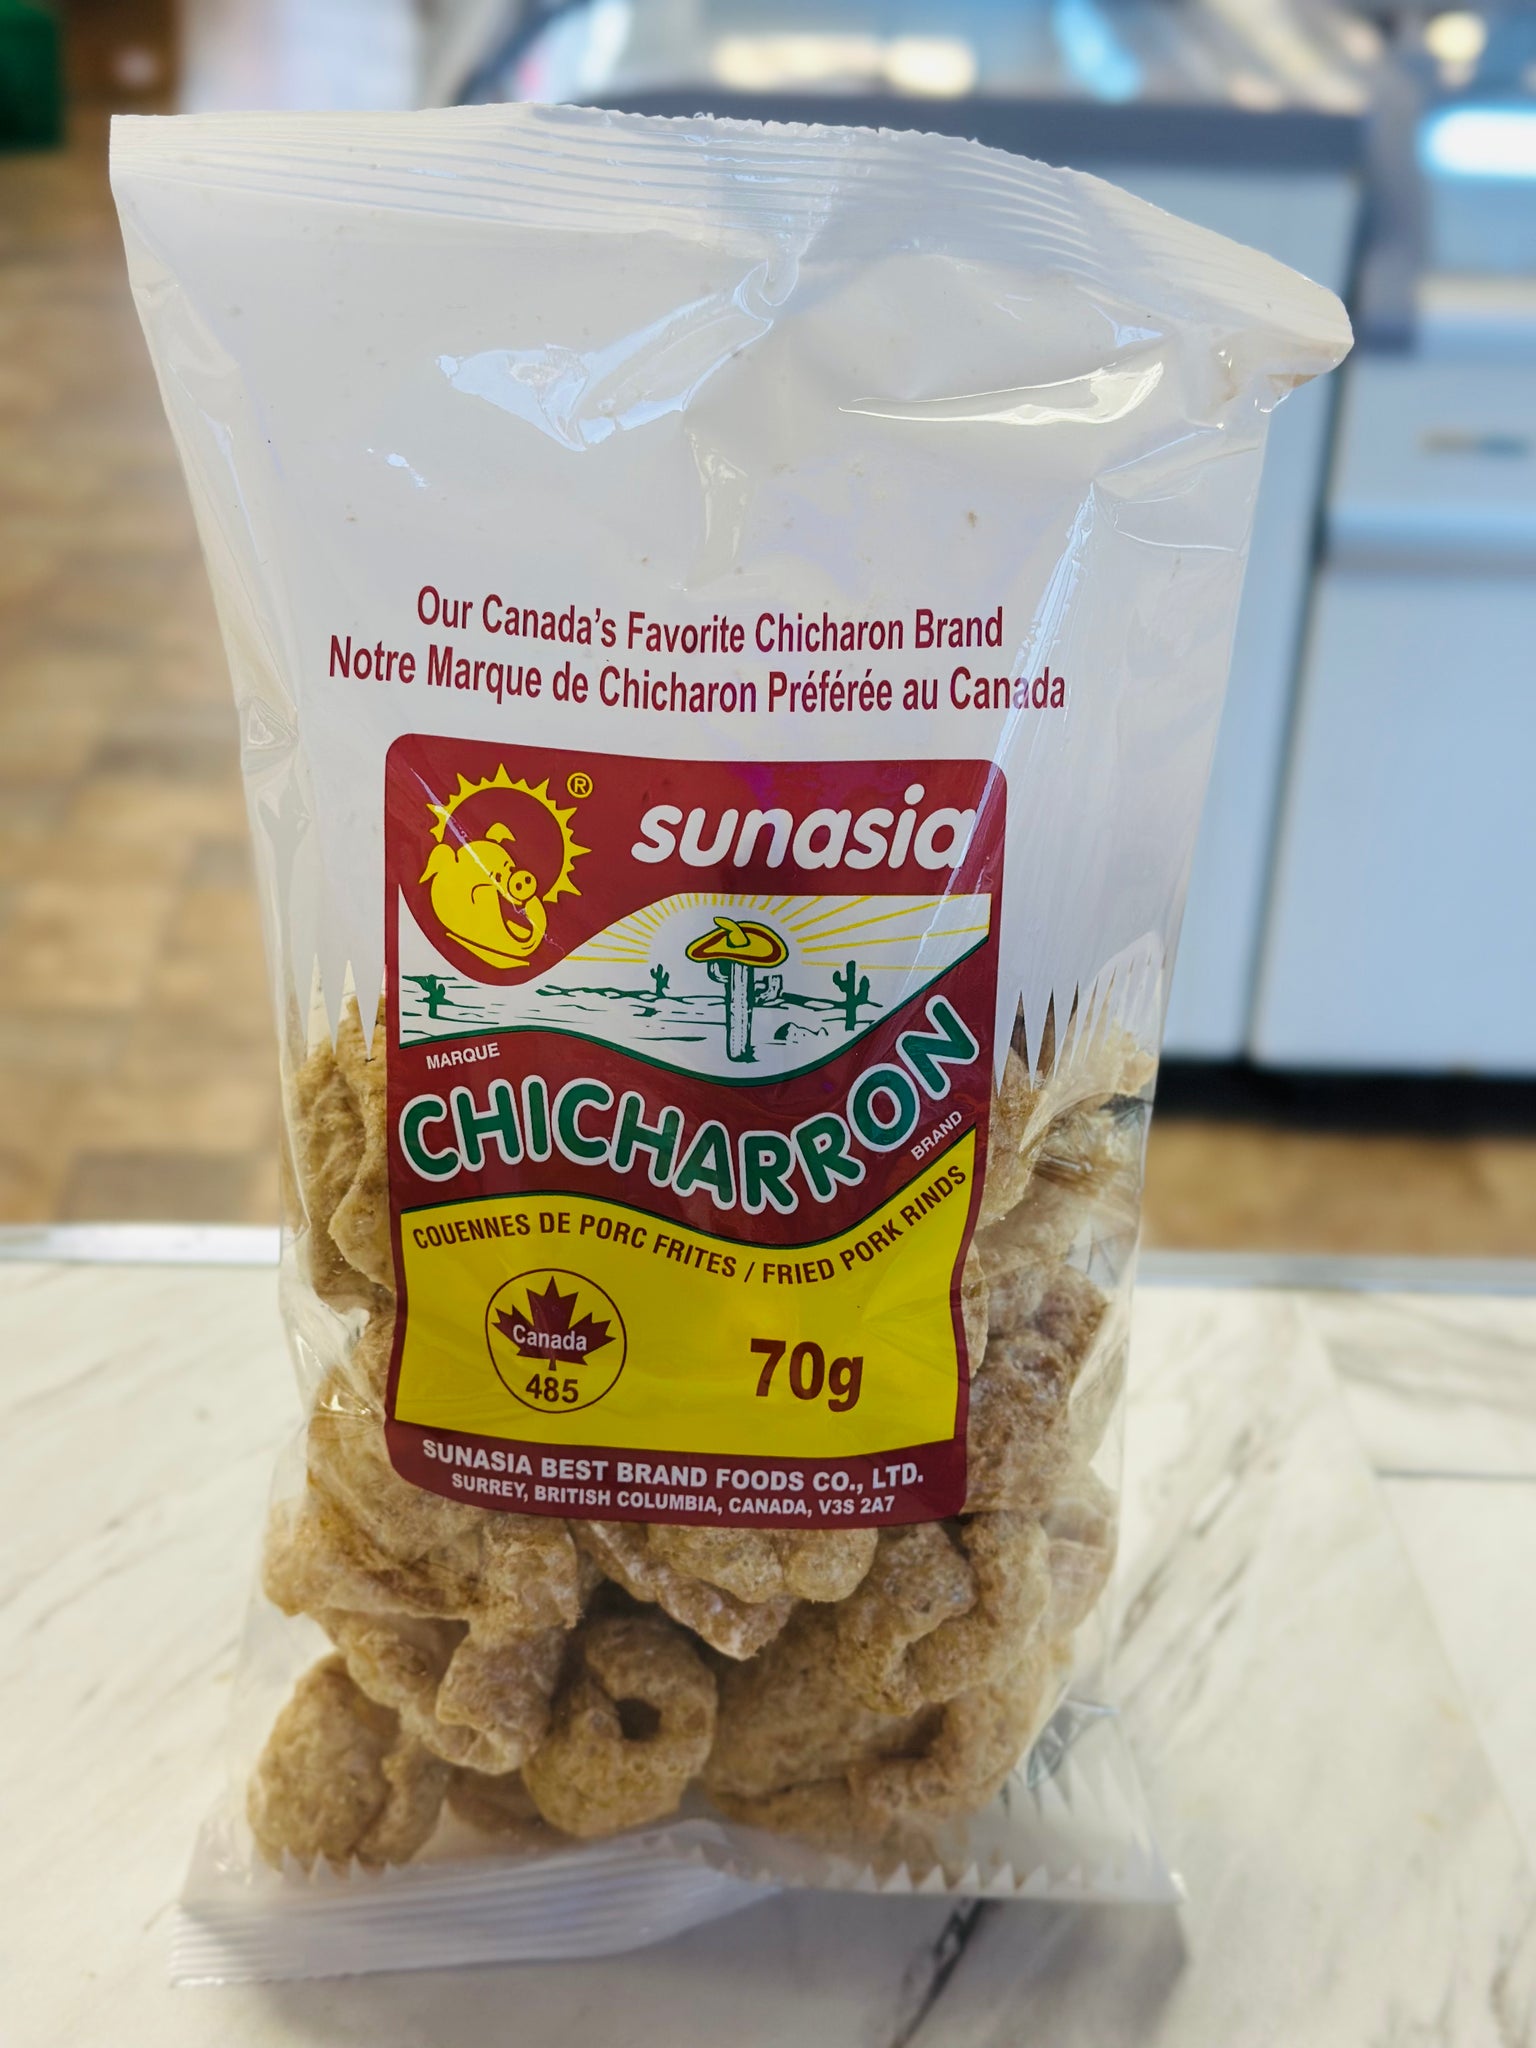 Our Canada's Favorite Chicharon Brand
Notre Marque de Chicharon Préférée au Canada
®
sunasia
MARQUE
CHICHARRON
BRAND
COUENNES DE PORC FRITES / FRIED PORK RINDS
Canada
485
70g
SUNASIA BEST BRAND FOODS CO., LTD.
SURREY, BRITISH COLUMBIA, CANADA, V3S 2A7